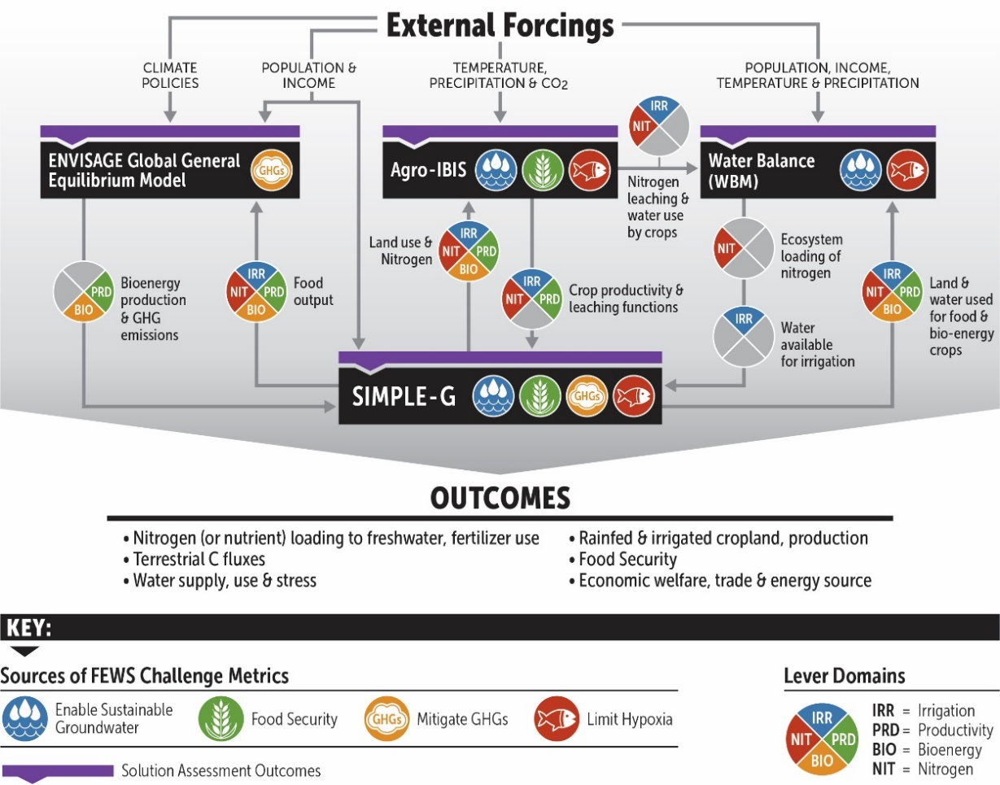 External Forcings
CLIMATE
POLICIES
POPULATION &
INCOME
TEMPERATURE,
PRECIPITATION & CO2
POPULATION, INCOME,
TEMPERATURE & PRECIPITATION
IRR
NIT
ENVISAGE Global General
Equilibrium Model
GHGs
Agro-IBIS
Nitrogen
leaching &
water use
by crops
Water Balance
(WBM)
PRD
BIO
Bioenergy
production
& GHG
emissions
IRR
NIT
PRD
BIO
Food
output
Land use &
Nitrogen
IRR
NIT
PRD
BIO
IRR
NIT
PRD
Crop productivity &
leaching functions
NIT
Ecosystem
loading of
nitrogen
IRR
Water
available
for irrigation
IRR
NIT
PRD
BIO
Land &
water used
for food &
bio-energy
crops
SIMPLE-G
GHGs
OUTCOMES
• Nitrogen (or nutrient) loading to freshwater, fertilizer use
• Terrestrial C fluxes
• Water supply, use & stress
• Rainfed & irrigated cropland, production
• Food Security
• Economic welfare, trade & energy source
KEY:
Sources of FEWS Challenge Metrics
Enable Sustainable
Groundwater
Food Security
GHGs
Mitigate GHGs
Limit Hypoxia
Solution Assessment Outcomes
Lever Domains
IRR
NIT
PRD
BIO
IRR = Irrigation
PRD = Productivity
BIO = Bioenergy
NIT = Nitrogen